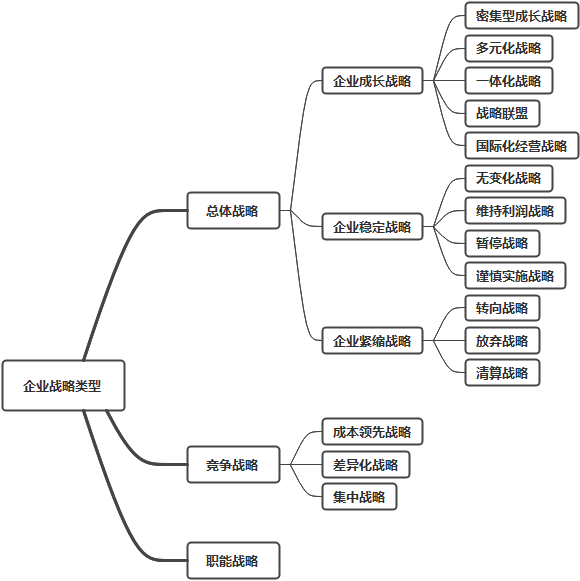 企业战略类型
总体战略
企业成长战略
密集型成长战略
多元化战略
一体化战略
战略联盟
国际化经营战略
企业稳定战略
无变化战略
维持利润战略
暂停战略
谨慎实施战略
企业紧缩战略
转向战略
放弃战略
清算战略
竞争战略
成本领先战略
差异化战略
集中战略
职能战略